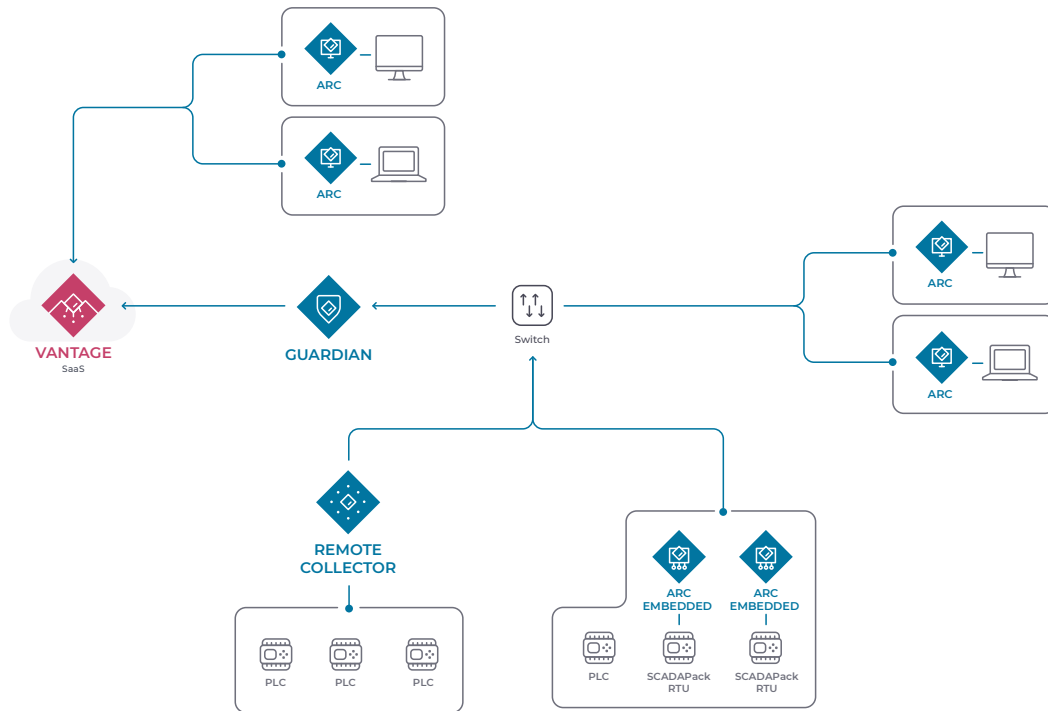 ARC
ARC
ARC
ARC
VANTAGE
SaaS
GUARDIAN
Switch
REMOTE
COLLECTOR
PLC
PLC
PLC
ARC
EMBEDDED
ARC
EMBEDDED
PLC
SCADAPack
RTU
SCADAPack
RTU